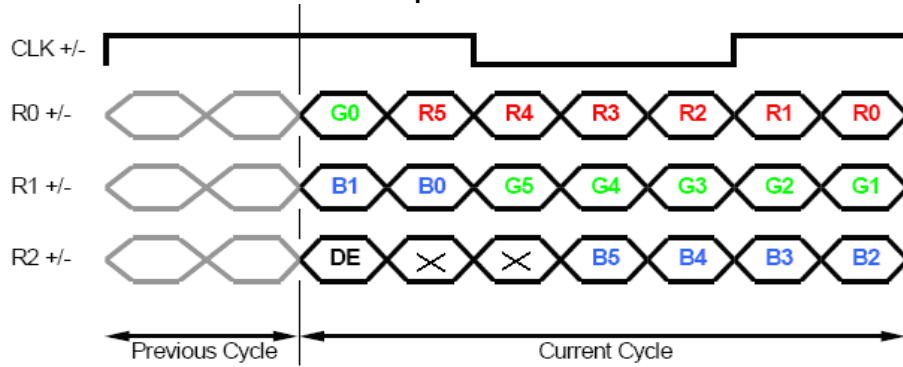 CLK +/-
R0 +/- G0 R5 R4 R3 R2 R1 R0
R1 +/- B1 B0 G5 G4 G3 G2 G1
R2 +/- DE X X B5 B4 B3 B2
Previous Cycle Current Cycle